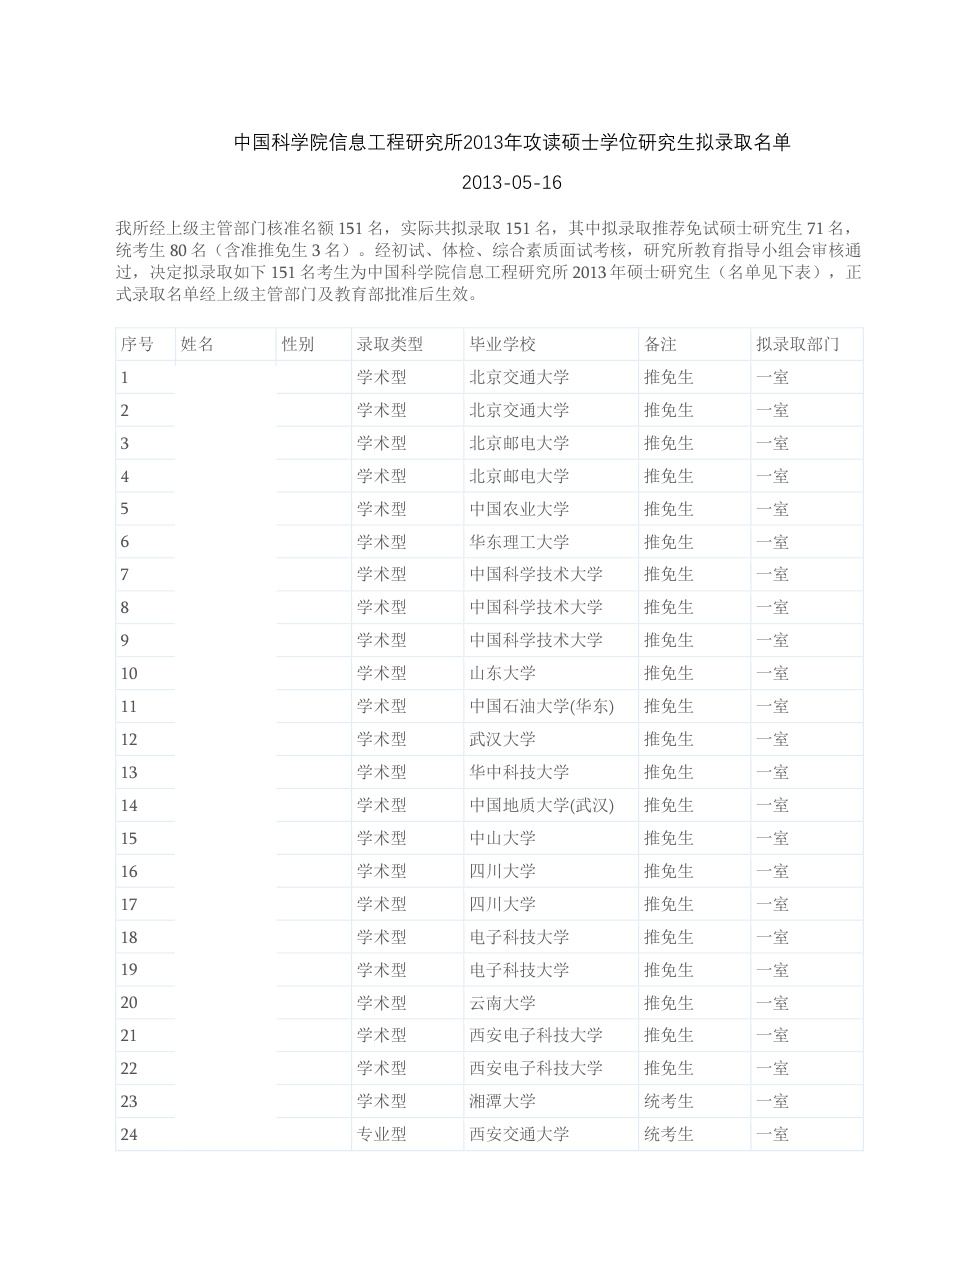 中国科学院信息工程研究所2013年攻读硕士学位研究生拟录取名单
2013-05-16
我所经上级主管部门核准名额 151 名，实际共拟录取 151 名，其中拟录取推荐免试硕士研究生 71 名，
统考生 80 名（含准推免生 3 名）。经初试、体检、综合素质面试考核，研究所教育指导小组会审核通
过，决定拟录取如下 151 名考生为中国科学院信息工程研究所 2013 年硕士研究生（名单见下表），正
式录取名单经上级主管部门及教育部批准后生效。
序号 姓名 性别 录取类型 毕业学校 备注 拟录取部门
1 学术型 北京交通大学 推免生 一室
2 学术型 北京交通大学 推免生 一室
3 学术型 北京邮电大学 推免生 一室
4 学术型 北京邮电大学 推免生 一室
5 学术型 中国农业大学 推免生 一室
6 学术型 华东理工大学 推免生 一室
7 学术型 中国科学技术大学 推免生 一室
8 学术型 中国科学技术大学 推免生 一室
9 学术型 中国科学技术大学 推免生 一室
10 学术型 山东大学 推免生 一室
11 学术型 中国石油大学(华东) 推免生 一室
12 学术型 武汉大学 推免生 一室
13 学术型 华中科技大学 推免生 一室
14 学术型 中国地质大学(武汉) 推免生 一室
15 学术型 中山大学 推免生 一室
16 学术型 四川大学 推免生 一室
17 学术型 四川大学 推免生 一室
18 学术型 电子科技大学 推免生 一室
19 学术型 电子科技大学 推免生 一室
20 学术型 云南大学 推免生 一室
21 学术型 西安电子科技大学 推免生 一室
22 学术型 西安电子科技大学 推免生 一室
23 学术型 湘潭大学 统考生 一室
24 专业型 西安交通大学 统考生 一室